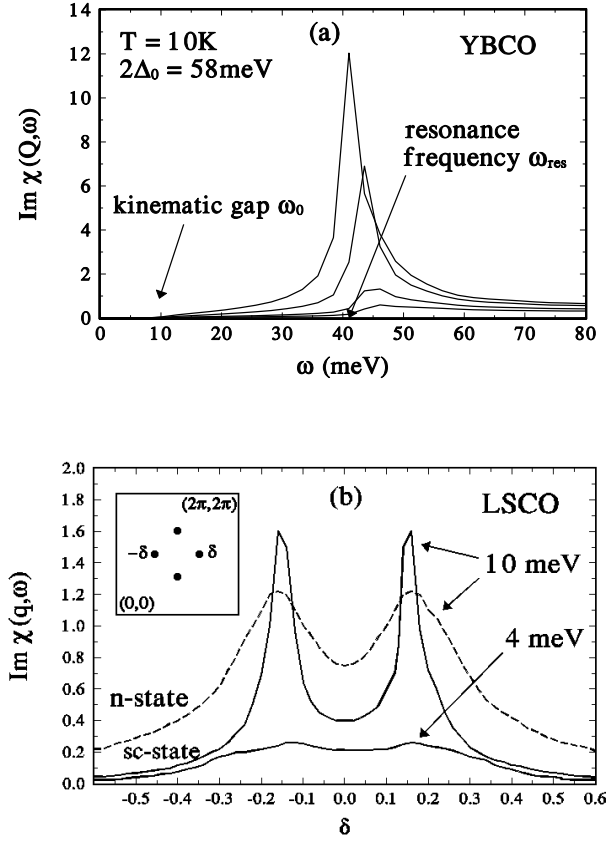 14
12
10
8
6
4
2
0
Im χ(Q,ω)
T = 10K
2Δ₀ = 58meV
(a)
YBCO
resonance
frequency ω_res
kinematic gap ω₀
0 10 20 30 40 50 60 70 80
ω (meV)
2.0
1.8
1.6
1.4
1.2
1.0
0.8
0.6
0.4
0.2
0.0
Im χ(q,ω)
(b)
LSCO
(2π,2π)
-δ δ
(0,0)
10 meV
4 meV
n-state
sc-state
-0.5 -0.4 -0.3 -0.2 -0.1 0.0 0.1 0.2 0.3 0.4 0.5 0.6
δ